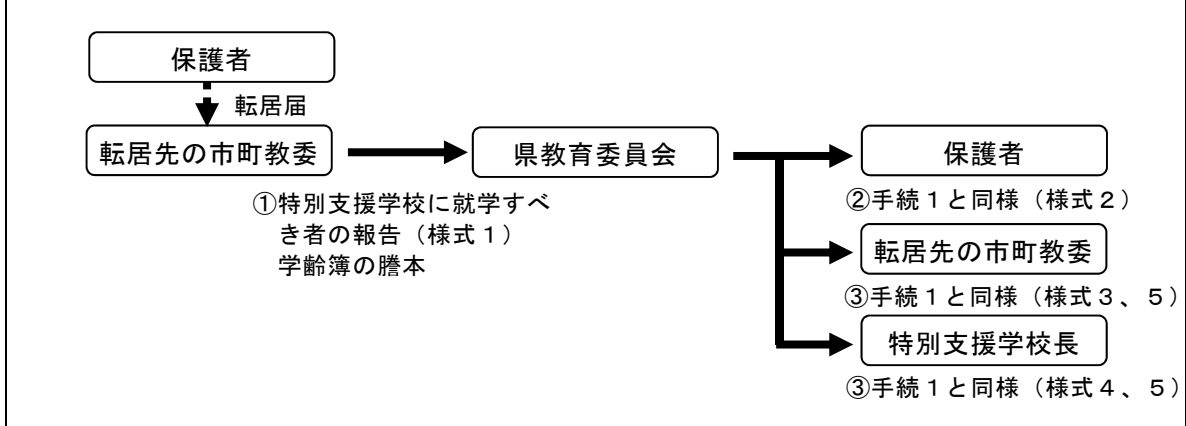 保護者
転居届
転居先の市町教委
県教育委員会
①特別支援学校に就学すべ
き者の報告（様式１）
学齢簿の謄本
保護者
②手続１と同様（様式２）
転居先の市町教委
③手続１と同様（様式３、５）
特別支援学校長
③手続１と同様（様式４、５）